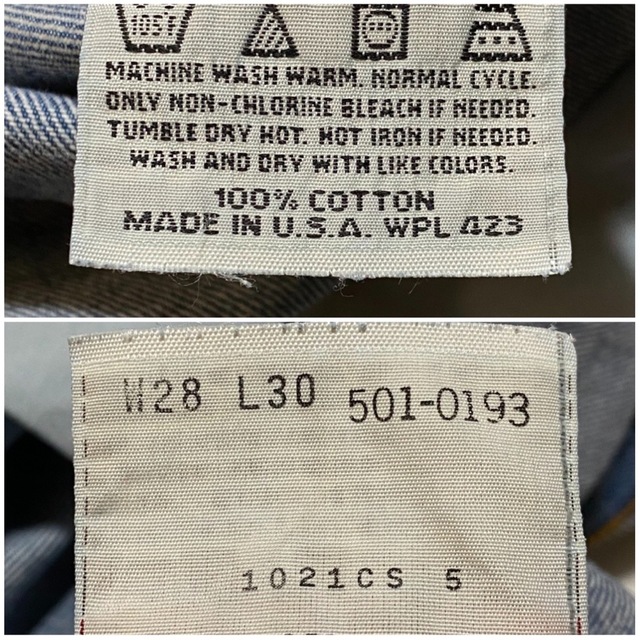 105F
MACHINE WASH WARM. NORMAL CYCLE.
ONLY NON-CHLORINE BLEACH IF NEEDED.
TUMBLE DRY HOT. HOT IRON IF NEEDED.
WASH AND DRY WITH LIKE COLORS.
100% COTTON
MADE IN U.S.A. WPL 423
W28 L30 501-0193
1021CS 5